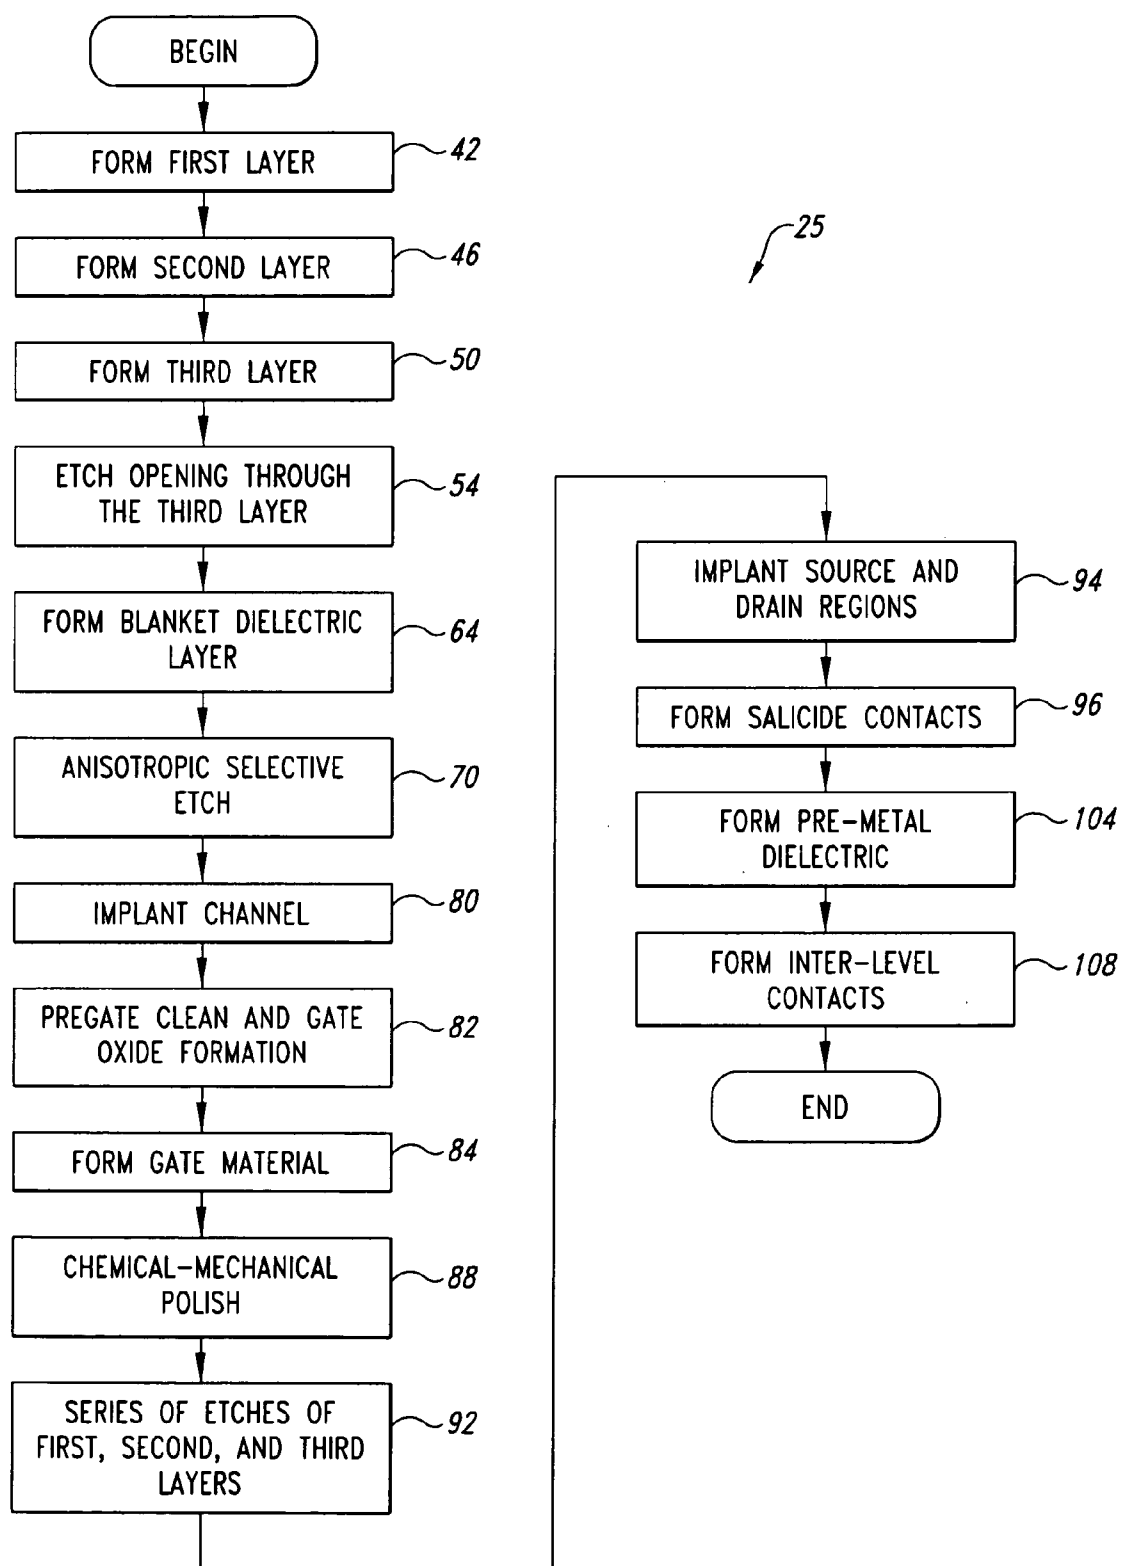 BEGIN
FORM FIRST LAYER
42
FORM SECOND LAYER
46
FORM THIRD LAYER
50
ETCH OPENING THROUGH
THE THIRD LAYER
54
FORM BLANKET DIELECTRIC
LAYER
64
ANISOTROPIC SELECTIVE
ETCH
70
IMPLANT CHANNEL
80
PREGATE CLEAN AND GATE
OXIDE FORMATION
82
FORM GATE MATERIAL
84
CHEMICAL-MECHANICAL
POLISH
88
SERIES OF ETCHES OF
FIRST, SECOND, AND THIRD
LAYERS
92
25
IMPLANT SOURCE AND
DRAIN REGIONS
94
FORM SALICIDE CONTACTS
96
FORM PRE-METAL
DIELECTRIC
104
FORM INTER-LEVEL
CONTACTS
108
END